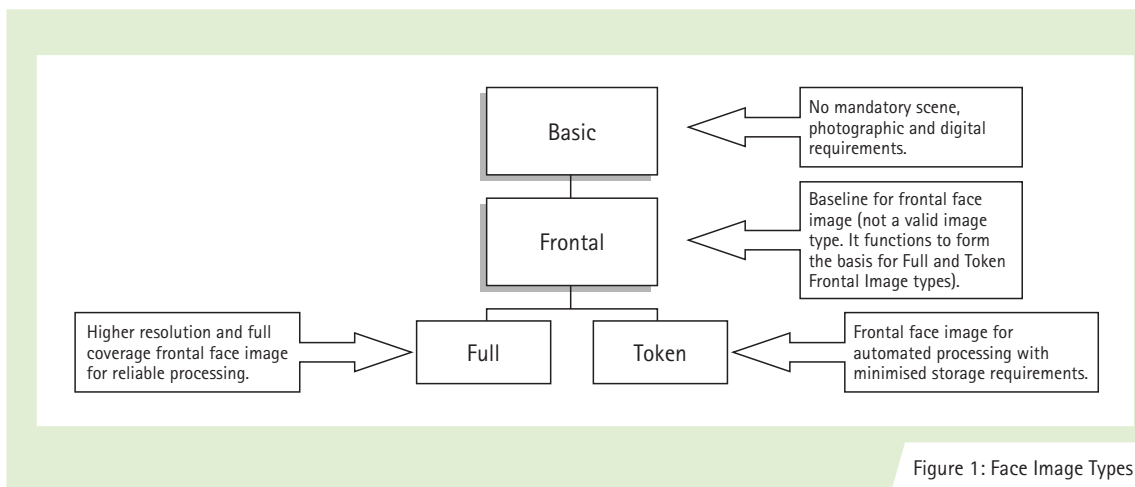 Basic
No mandatory scene,
photographic and digital
requirements.
Frontal
Baseline for frontal face
image (not a valid image
type. It functions to form
the basis for Full and Token
Frontal Image types).
Higher resolution and full
coverage frontal face image
for reliable processing.
Full
Token
Frontal face image for
automated processing with
minimised storage requirements.
Figure 1: Face Image Types